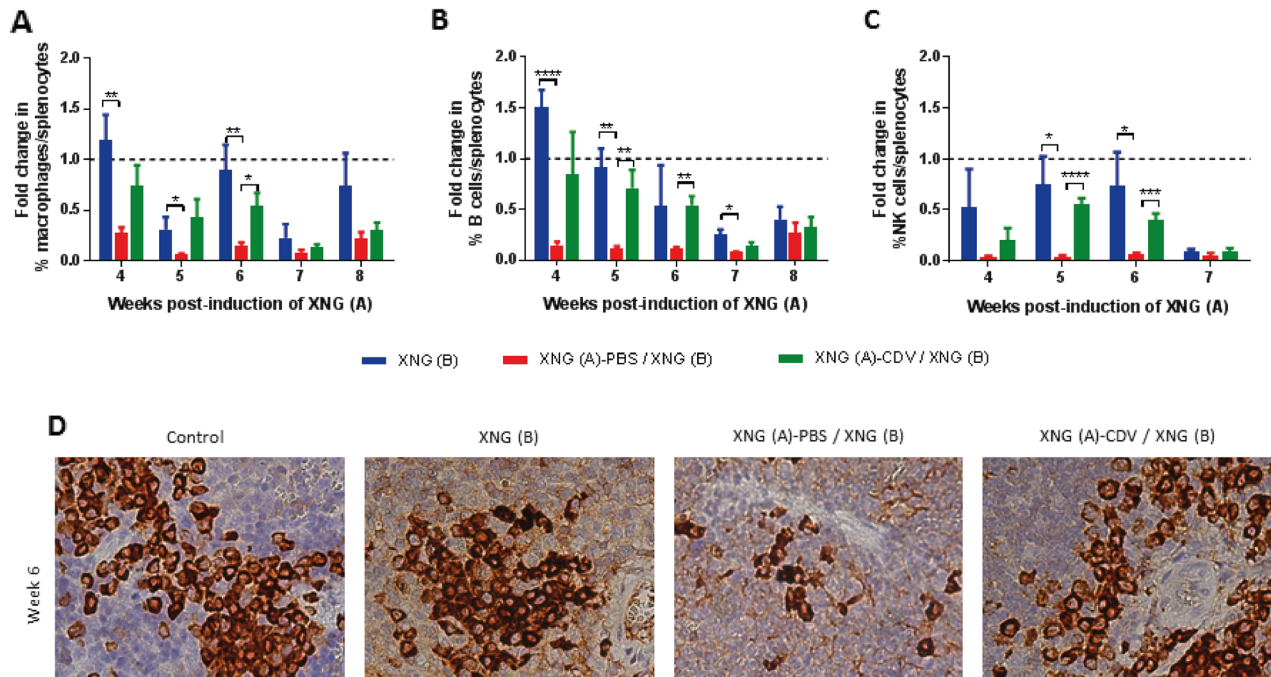 A
Fold change in
% macrophages/splenocytes
2.0
1.5
1.0
0.5
0.0
**
*
**
*
4 5 6 7 8
Weeks post-induction of XNG (A)
B
Fold change in
% B cells/splenocytes
2.0
1.5
1.0
0.5
0.0
****
**
**
**
*
4 5 6 7 8
Weeks post-induction of XNG (A)
C
Fold change in
%NK cells/splenocytes
2.0
1.5
1.0
0.5
0.0
*
****
*
***
4 5 6 7
Weeks post-induction of XNG (A)
XNG (B) XNG (A)-PBS / XNG (B) XNG (A)-CDV / XNG (B)
D
Control XNG (B) XNG (A)-PBS / XNG (B) XNG (A)-CDV / XNG (B)
Week 6